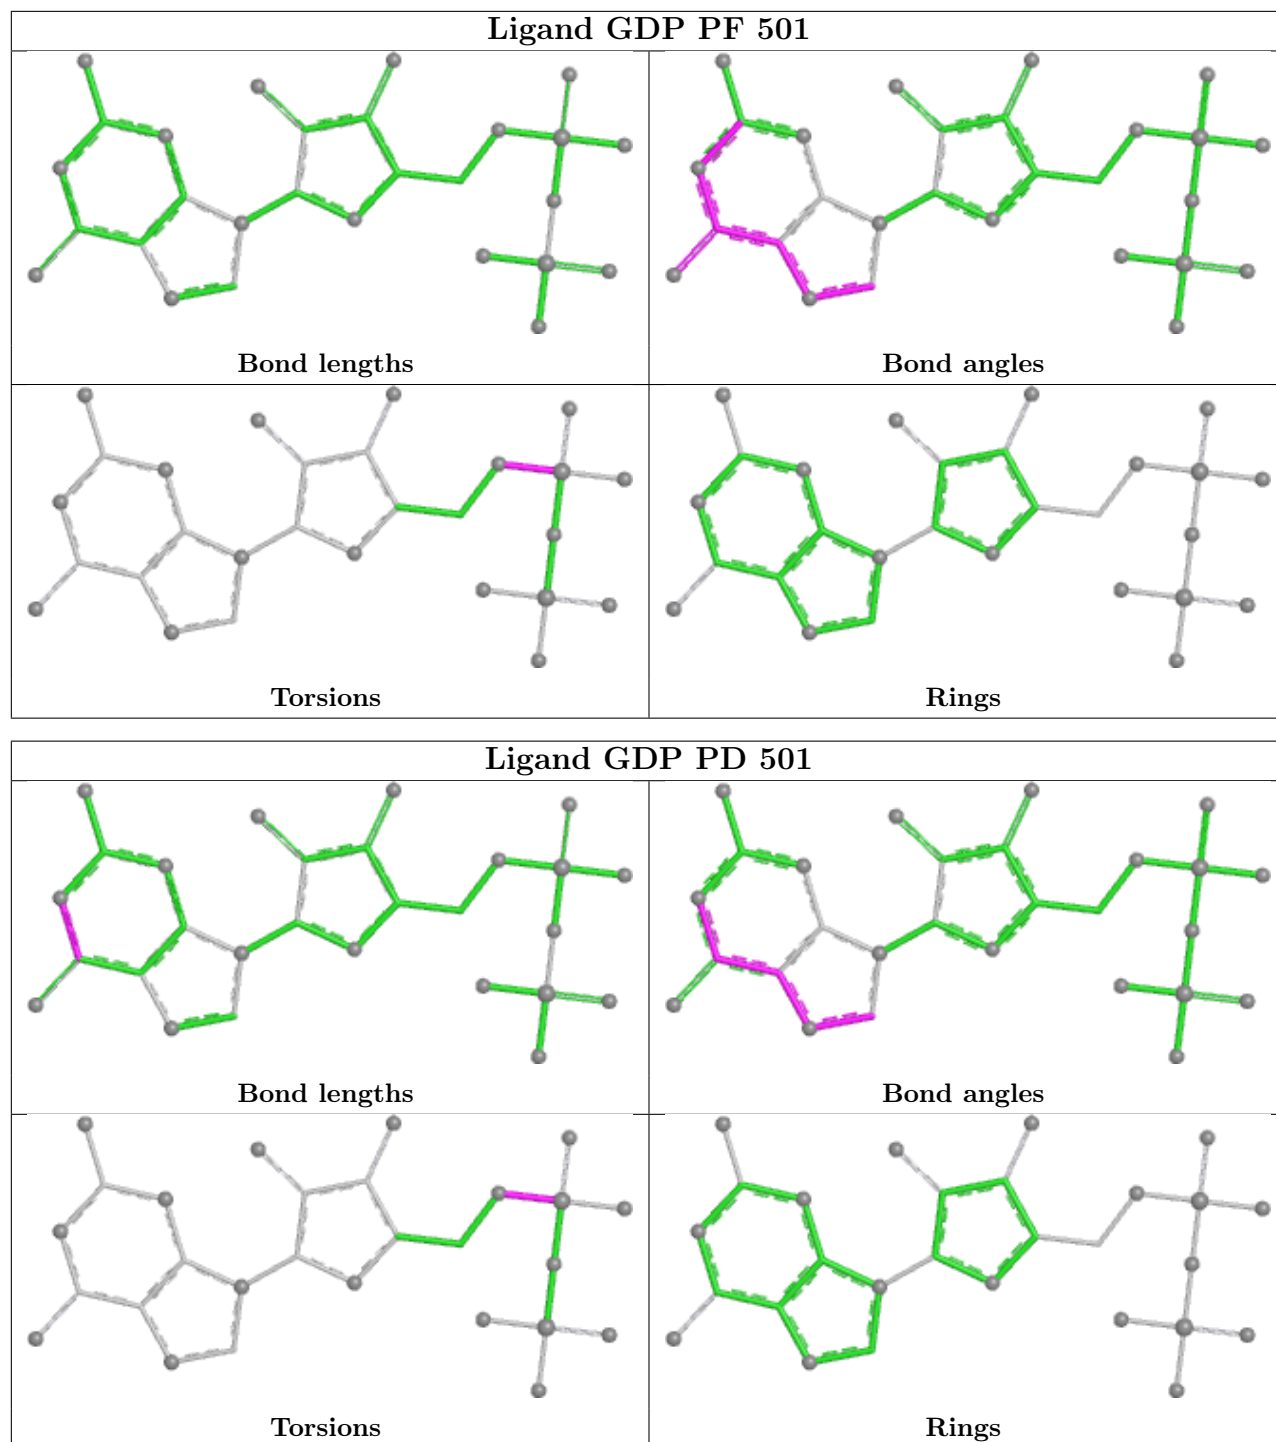 Ligand GDP PF 501
Bond lengths
Bond angles
Torsions
Rings
Ligand GDP PD 501
Bond lengths
Bond angles
Torsions
Rings